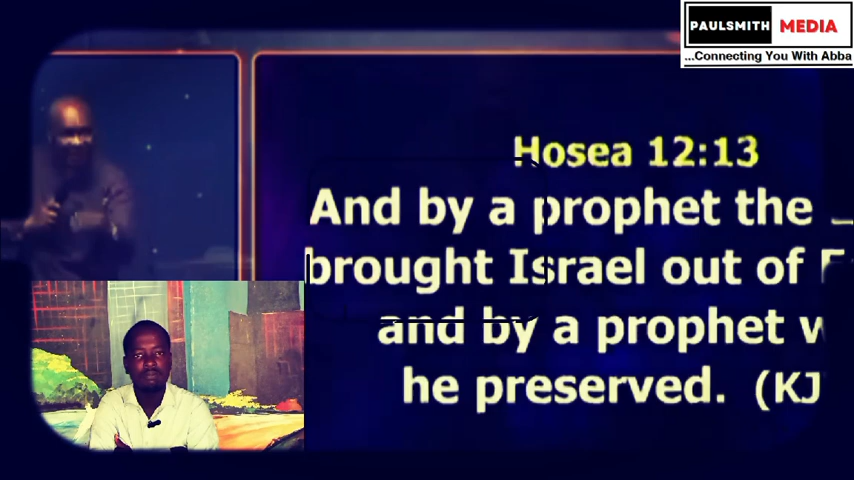 PAULSMITH MEDIA
...Connecting You With Abba
Hosea 12:13
And by a prophet the
brought Israel out of
and by a prophet
he preserved. (KJ